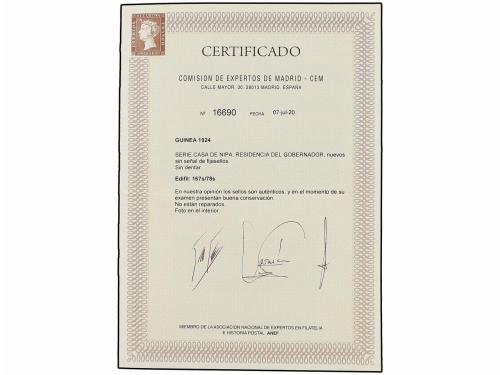 CERTIFICADO
COMISION DE EXPERTOS DE MADRID - CEM
CALLE MAYOR, 30. 28013 MADRID. ESPAÑA
Nº 16690 FECHA 07-jul-20
GUINEA 1924
SERIE CASA DE NIPA, RESIDENCIA DEL GOBERNADOR, nuevos
sin señal de fijasellos.
Sin dentar
Edifil: 167s/78s
En nuestra opinión los sellos son auténticos, y en el momento de su
examen presentan buena conservación.
No están reparados.
Foto en el interior.
MIEMBRO DE LA ASOCIACION NACIONAL DE EXPERTOS EN FILATELIA
E HISTORIA POSTAL. ANEF